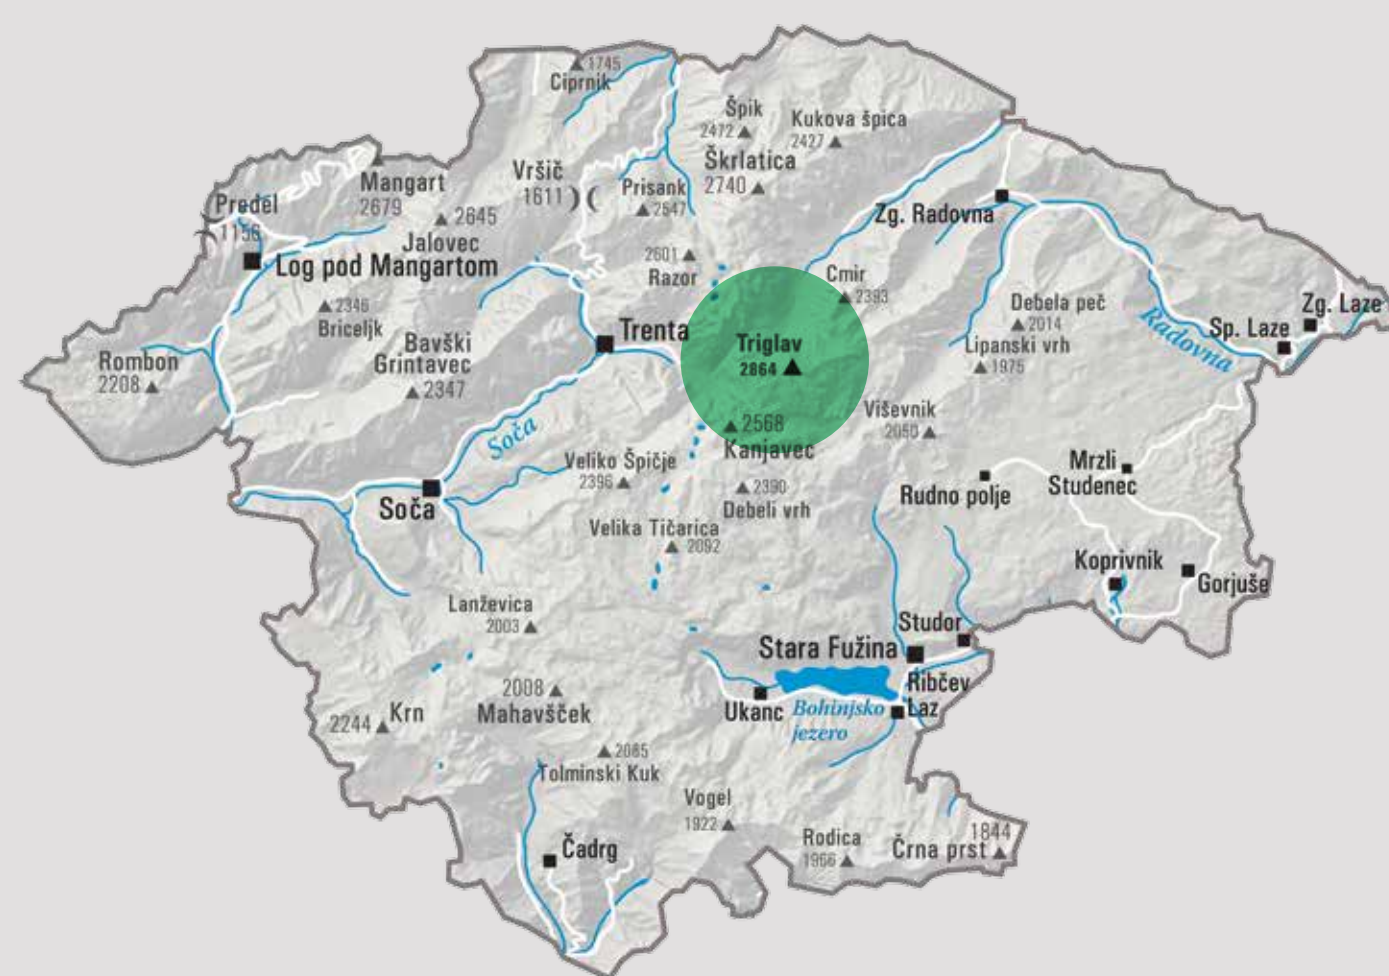 1745
Ciprnik
Špik
2472
Kukova špica
2427
Škrlatica
2740
Vršič
1611
Prisank
2547
Mangart
2679
2645
Jalovec
Predel
1156
Log pod Mangartom
2601
Razor
Zg. Radovna
Cmir
2393
2346
Briceljk
Trenta
Triglav
2864
Debela peč
2014
Lipanski vrh
1975
Radovna
Zg. Laze
Sp. Laze
Rombon
2208
Bavški
Grintavec
2347
Soča
2568
Kanjavec
Viševnik
2050
Veliko Špičje
2396
2390
Debeli vrh
Rudno polje
Mrzli
Studenec
Soča
Velika Tičarica
2092
Koprivnik
Gorjuše
Lanževica
2003
Studor
Stara Fužina
Ribčev
Laz
Ukanc
Bohinjsko
jezero
2008
Mahavšček
Krn
2244
2085
Tolminski Kuk
Vogel
1922
Rodica
1966
1844
Črna prst
Čadrg